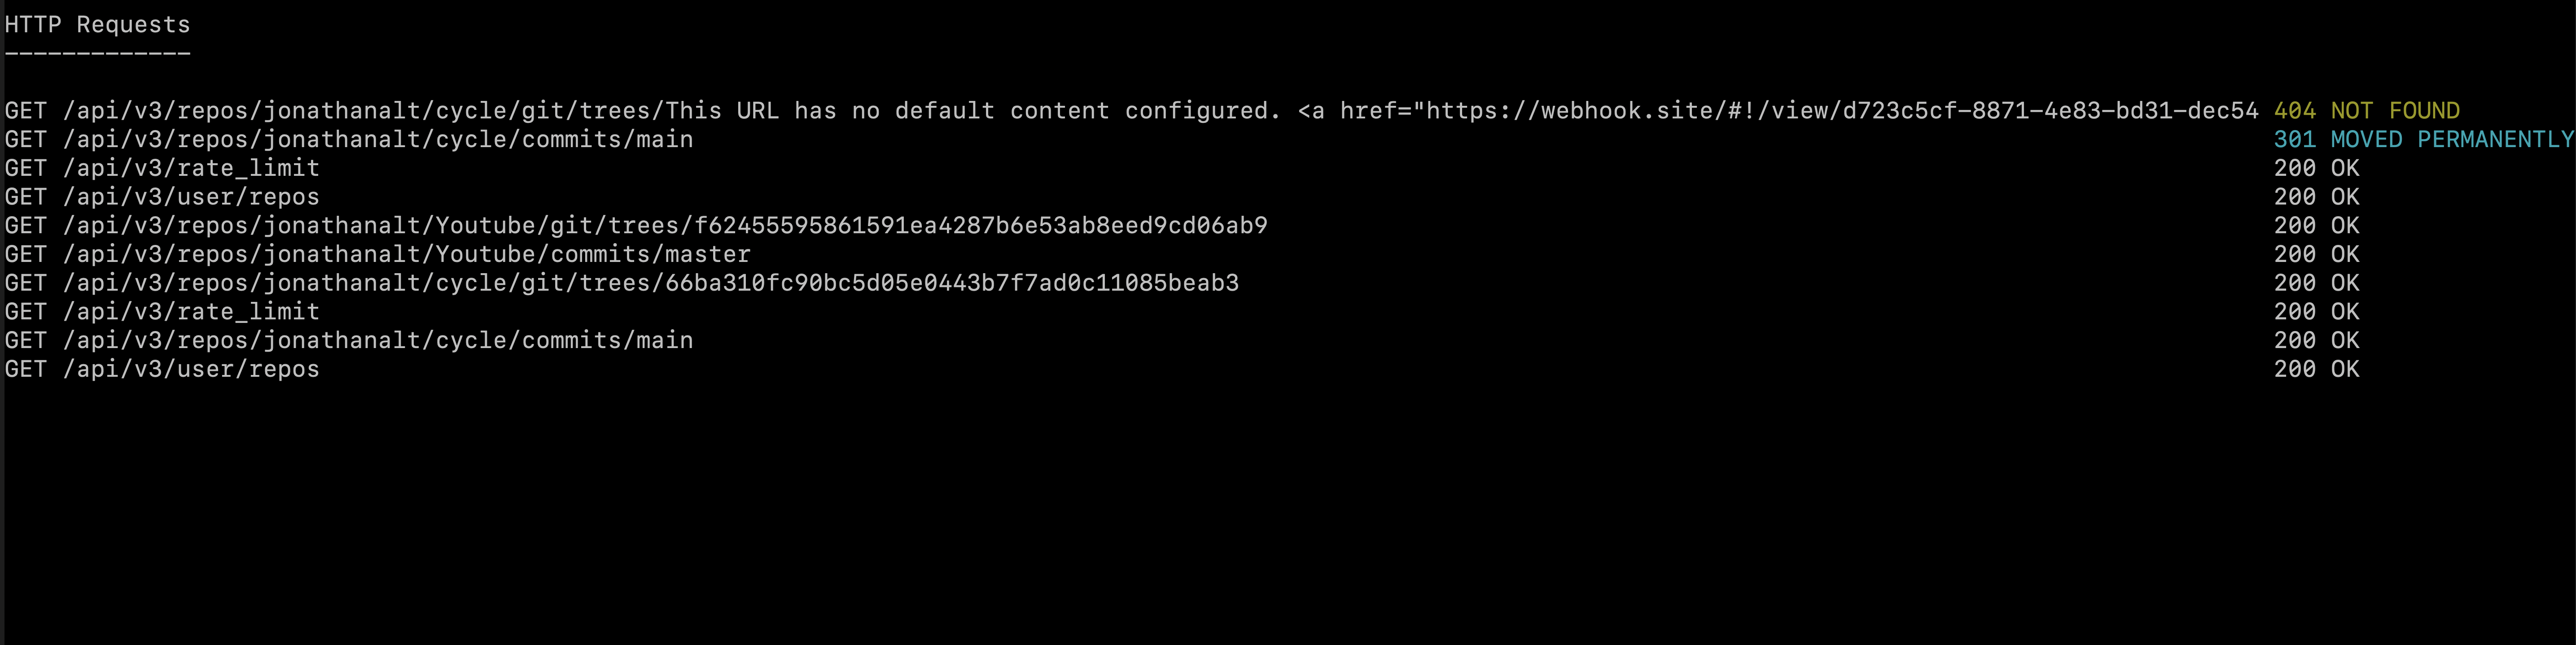 HTTP Requests
-------------
GET /api/v3/repos/jonathanalt/cycle/git/trees/This URL has no default content configured. <a href="https://webhook.site/#!/view/d723c5cf-8871-4e83-bd31-dec54 404 NOT FOUND
GET /api/v3/repos/jonathanalt/cycle/commits/main 301 MOVED PERMANENTLY
GET /api/v3/rate_limit 200 OK
GET /api/v3/user/repos 200 OK
GET /api/v3/repos/jonathanalt/Youtube/git/trees/f62455595861591ea4287b6e53ab8eed9cd06ab9 200 OK
GET /api/v3/repos/jonathanalt/Youtube/commits/master 200 OK
GET /api/v3/repos/jonathanalt/cycle/git/trees/66ba310fc90bc5d05e0443b7f7ad0c11085beab3 200 OK
GET /api/v3/rate_limit 200 OK
GET /api/v3/repos/jonathanalt/cycle/commits/main 200 OK
GET /api/v3/user/repos 200 OK